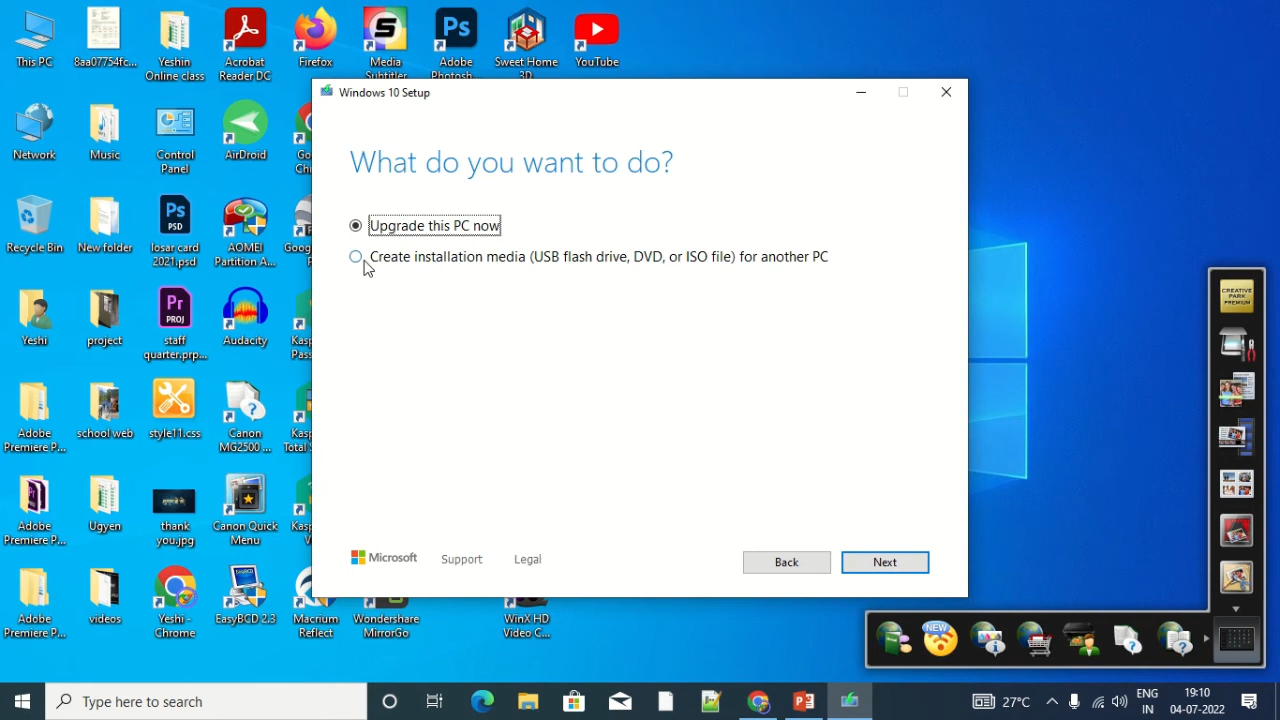 This PC
8aa07754fc...
Yeshin
Online class
Acrobat
Reader DC
Firefox
Media
Subtitler
Ps
Adobe
Photosh...
Sweet Home
3D
YouTube
Network
Music
Control
Panel
AirDroid
Recycle Bin
New folder
Ps
PSD
losar card
2021.psd
AOMEI
Partition A...
Yeshi
project
Pr
PROJ
staff
quarter.prp...
Audacity
Kasp
Pass
Adobe
Premiere P...
school web
style11.css
Canon
MG2500 ...
Kasp
Total S
Adobe
Premiere P...
Ugyen
thank
you.jpg
Canon Quick
Menu
Adobe
Premiere P...
videos
Yeshi -
Chrome
EasyBCD 2.3
Macrium
Reflect
Wondershare
MirrorGo
WinX HD
Video C...
Windows 10 Setup
What do you want to do?
Upgrade this PC now
Create installation media (USB flash drive, DVD, or ISO file) for another PC
Microsoft
Support
Legal
Back
Next
CREATIVE
PARK
PREMIUM
NEW
Type here to search
27°C
ENG
IN
19:10
04-07-2022